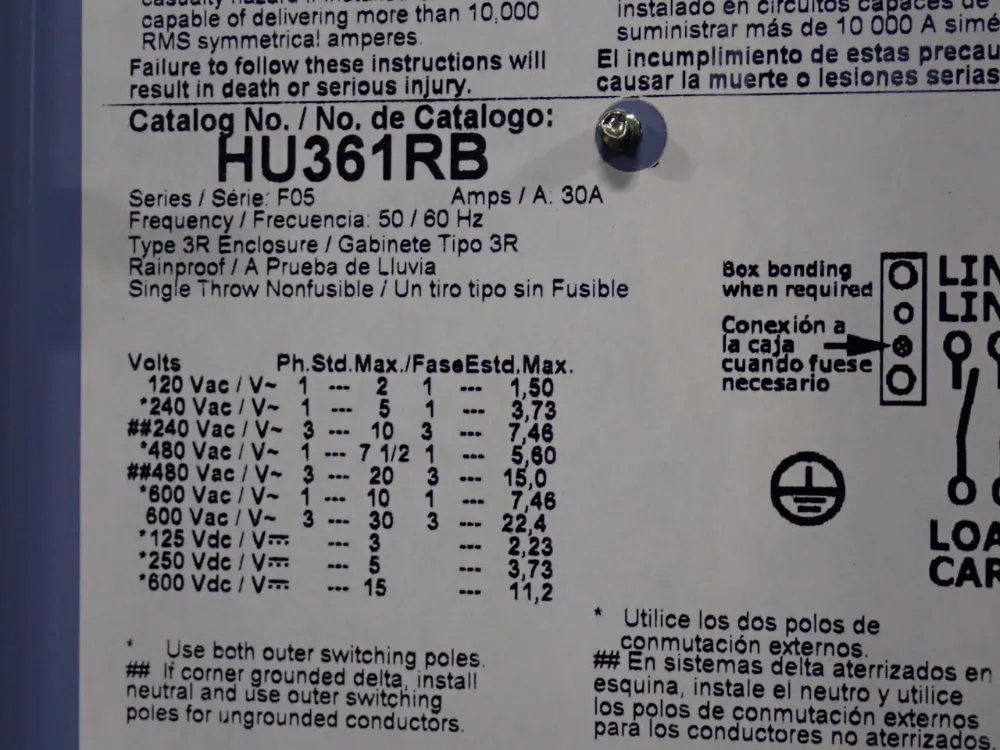 capable of delivering more than 10,000
RMS symmetrical amperes.
Failure to follow these instructions will
result in death or serious injury.
instalado en circuitos capaces de
suministrar más de 10 000 A simé
El incumplimiento de estas precau
causar la muerte o lesiones serias
Catalog No. / No. de Catalogo:
HU361RB
Series / Série: F05 Amps / A: 30A
Frequency / Frecuencia: 50 / 60 Hz
Type 3R Enclosure / Gabinete Tipo 3R
Rainproof / A Prueba de Lluvia
Single Throw Nonfusible / Un tiro tipo sin Fusible
Volts Ph.Std.Max./FaseEstd.Max.
120 Vac / V~ 1 --- 2 1 --- 1,50
*240 Vac / V~ 1 --- 5 1 --- 3,73
##240 Vac / V~ 3 --- 10 3 --- 7,46
*480 Vac / V~ 1 --- 7 1/2 1 --- 5,60
##480 Vac / V~ 3 --- 20 3 --- 15,0
*600 Vac / V~ 1 --- 10 1 --- 7,46
600 Vac / V~ 3 --- 30 3 --- 22,4
*125 Vdc / V⎓ --- 3 --- 2,23
*250 Vdc / V⎓ --- 5 --- 3,73
*600 Vdc / V⎓ --- 15 --- 11,2
* Use both outer switching poles.
## If corner grounded delta, install
neutral and use outer switching
poles for ungrounded conductors.
Box bonding
when required
Conexión a
la caja
cuando fuese
necesario
LIN
LIN
LOA
CAR
* Utilice los dos polos de
conmutación externos.
## En sistemas delta aterrizados en
esquina, instale el neutro y utilice
los polos de conmutación externos
para los conductores no aterrizados